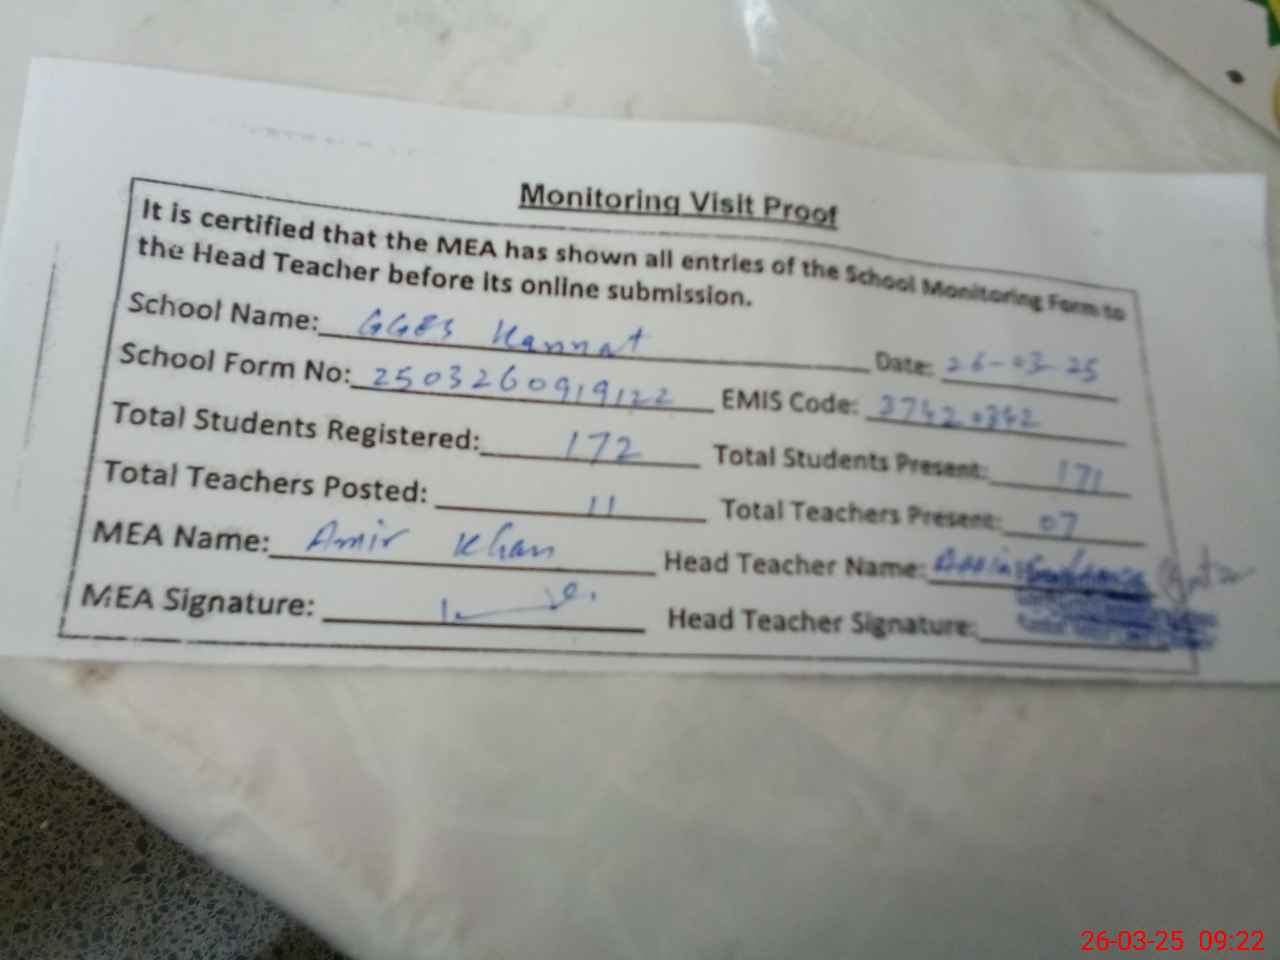 Monitoring Visit Proof
It is certified that the MEA has shown all entries of the School Monitoring Form to
the Head Teacher before its online submission.
School Name: GGES Kannat Date: 26-03-25
School Form No: 2503260919122 EMIS Code: 37420342
Total Students Registered: 172 Total Students Present: 171
Total Teachers Posted: 11 Total Teachers Present: 07
MEA Name: Amir Khan Head Teacher Name:
MEA Signature: Head Teacher Signature:
26-03-25 09:22